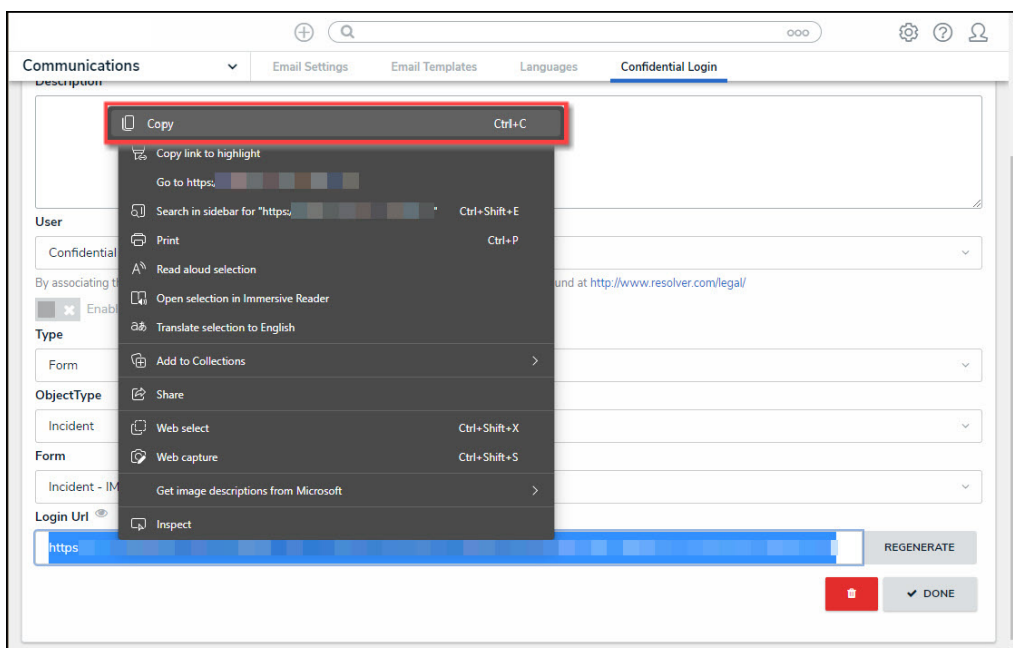 ooo
Communications Email Settings Email Templates Languages Confidential Login
Description
Copy Ctrl+C
Copy link to highlight
Go to https:/
Search in sidebar for "https:/ " Ctrl+Shift+E
User
Print Ctrl+P
Confidential
Read aloud selection
By associating und at http://www.resolver.com/legal/
Open selection in Immersive Reader
Enabl
Translate selection to English
Type
Add to Collections
Form
Share
ObjectType
Incident
Web select Ctrl+Shift+X
Form
Web capture Ctrl+Shift+S
Incident - IM
Get image descriptions from Microsoft
Login Url
Inspect
https
REGENERATE
DONE